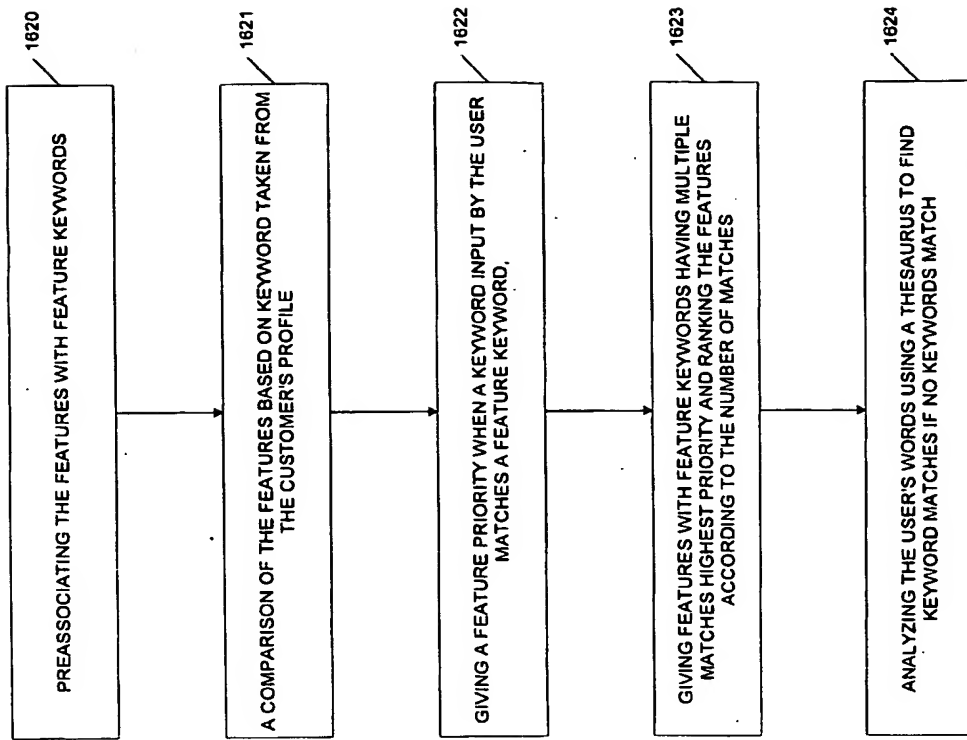 1620
PREASSOCIATING THE FEATURES WITH FEATURE KEYWORDS
1621
A COMPARISON OF THE FEATURES BASED ON KEYWORD TAKEN FROM
THE CUSTOMER'S PROFILE
1622
GIVING A FEATURE PRIORITY WHEN A KEYWORD INPUT BY THE USER
MATCHES A FEATURE KEYWORD,
1623
GIVING FEATURES WITH FEATURE KEYWORDS HAVING MULTIPLE
MATCHES HIGHEST PRIORITY AND RANKING THE FEATURES
ACCORDING TO THE NUMBER OF MATCHES
1624
ANALYZING THE USER'S WORDS USING A THESAURUS TO FIND
KEYWORD MATCHES IF NO KEYWORDS MATCH